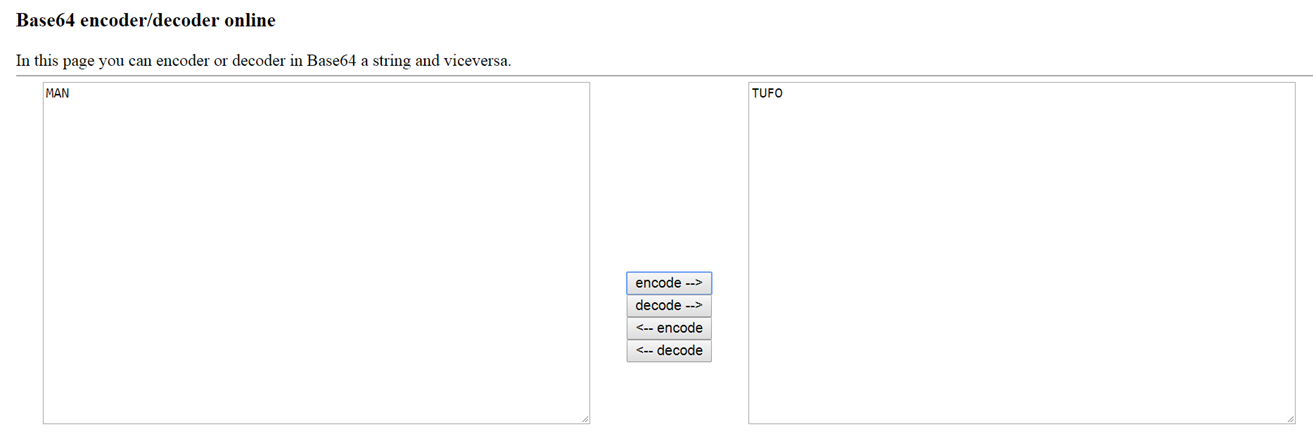 Base64 encoder/decoder online
In this page you can encoder or decoder in Base64 a string and viceversa.
MAN
TUFO
encode -->
decode -->
<-- encode
<-- decode